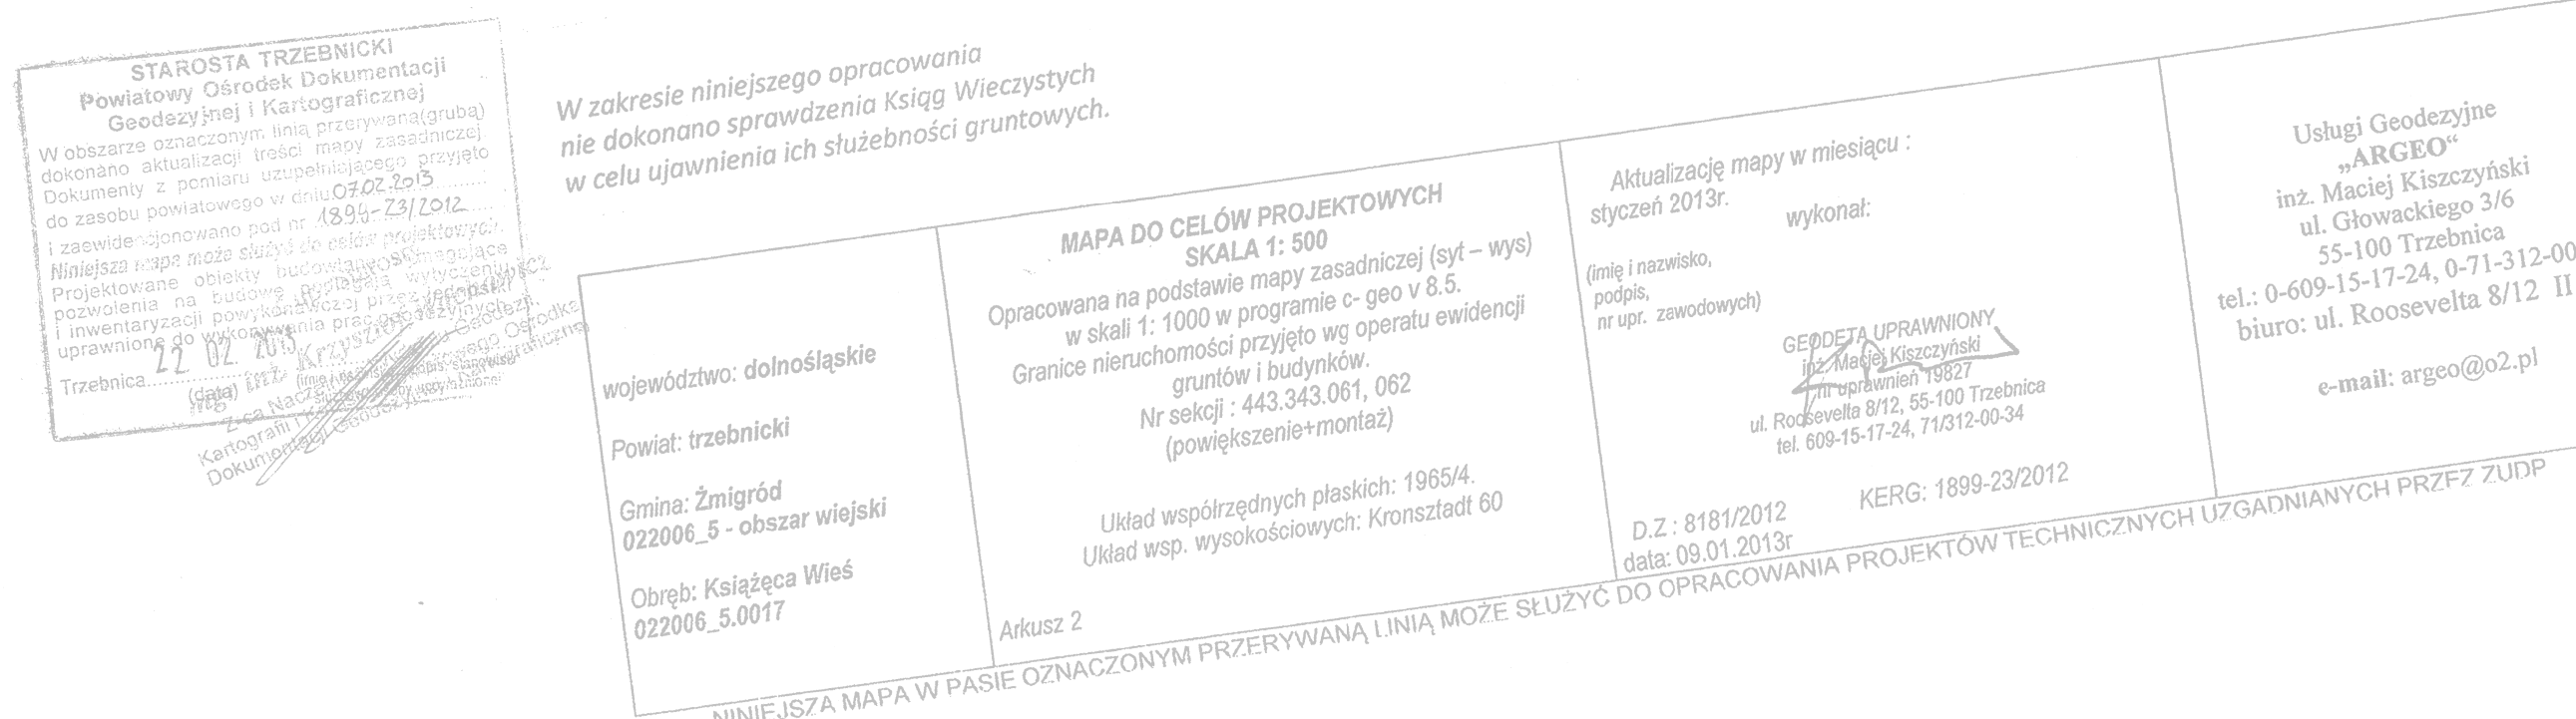 STAROSTA TRZEBNICKI
Powiatowy Ośrodek Dokumentacji
Geodezyjnej i Kartograficznej
W obszarze oznaczonym linią przerywaną(grubą)
dokonano aktualizacji treści mapy zasadniczej.
Dokumenty z pomiaru uzupełniającego przyjęto
do zasobu powiatowego w dniu 07.02.2013
i zaewidencjonowano pod nr 1899-23/2012
Niniejsza mapa może służyć do celów projektowych.
Projektowane obiekty budowlane wymagające
pozwolenia na budowę podlegają wytyczeniu
i inwentaryzacji powykonawczej przez jednostki
uprawnione do wykonywania prac geodezyjnych.
Trzebnica 22 02. 2013
(data)
mgr inż. Krzysztof
Z-ca Nacz Geodezji,
Kartografii i Powiatowego Ośrodka
Dokumentacji Geodezyjnej i Kartograficznej
W zakresie niniejszego opracowania
nie dokonano sprawdzenia Ksiąg Wieczystych
w celu ujawnienia ich służebności gruntowych.
województwo: dolnośląskie
Powiat: trzebnicki
Gmina: Żmigród
022006_5 - obszar wiejski
Obręb: Książęca Wieś
022006_5.0017
MAPA DO CELÓW PROJEKTOWYCH
SKALA 1: 500
Opracowana na podstawie mapy zasadniczej (syt – wys)
w skali 1: 1000 w programie c- geo v 8.5.
Granice nieruchomości przyjęto wg operatu ewidencji
gruntów i budynków.
Nr sekcji : 443.343.061, 062
(powiększenie+montaż)
Układ współrzędnych płaskich: 1965/4.
Układ wsp. wysokościowych: Kronsztadt 60
Arkusz 2
Aktualizację mapy w miesiącu :
styczeń 2013r.
wykonał:
(imię i nazwisko,
podpis,
nr upr. zawodowych)
GEODETA UPRAWNIONY
inż. Maciej Kiszczyński
nr uprawnień 19827
ul. Roosevelta 8/12, 55-100 Trzebnica
tel. 609-15-17-24, 71/312-00-34
D.Z : 8181/2012
KERG: 1899-23/2012
data: 09.01.2013r
Usługi Geodezyjne
„ARGEO“
inż. Maciej Kiszczyński
ul. Głowackiego 3/6
55-100 Trzebnica
tel.: 0-609-15-17-24, 0-71-312-00
biuro: ul. Roosevelta 8/12 II
e-mail: argeo@o2.pl
NINIEJSZA MAPA W PASIE OZNACZONYM PRZERYWANĄ LINIĄ MOŻE SŁUŻYĆ DO OPRACOWANIA PROJEKTÓW TECHNICZNYCH UZGADNIANYCH PRZEZ ZUDP